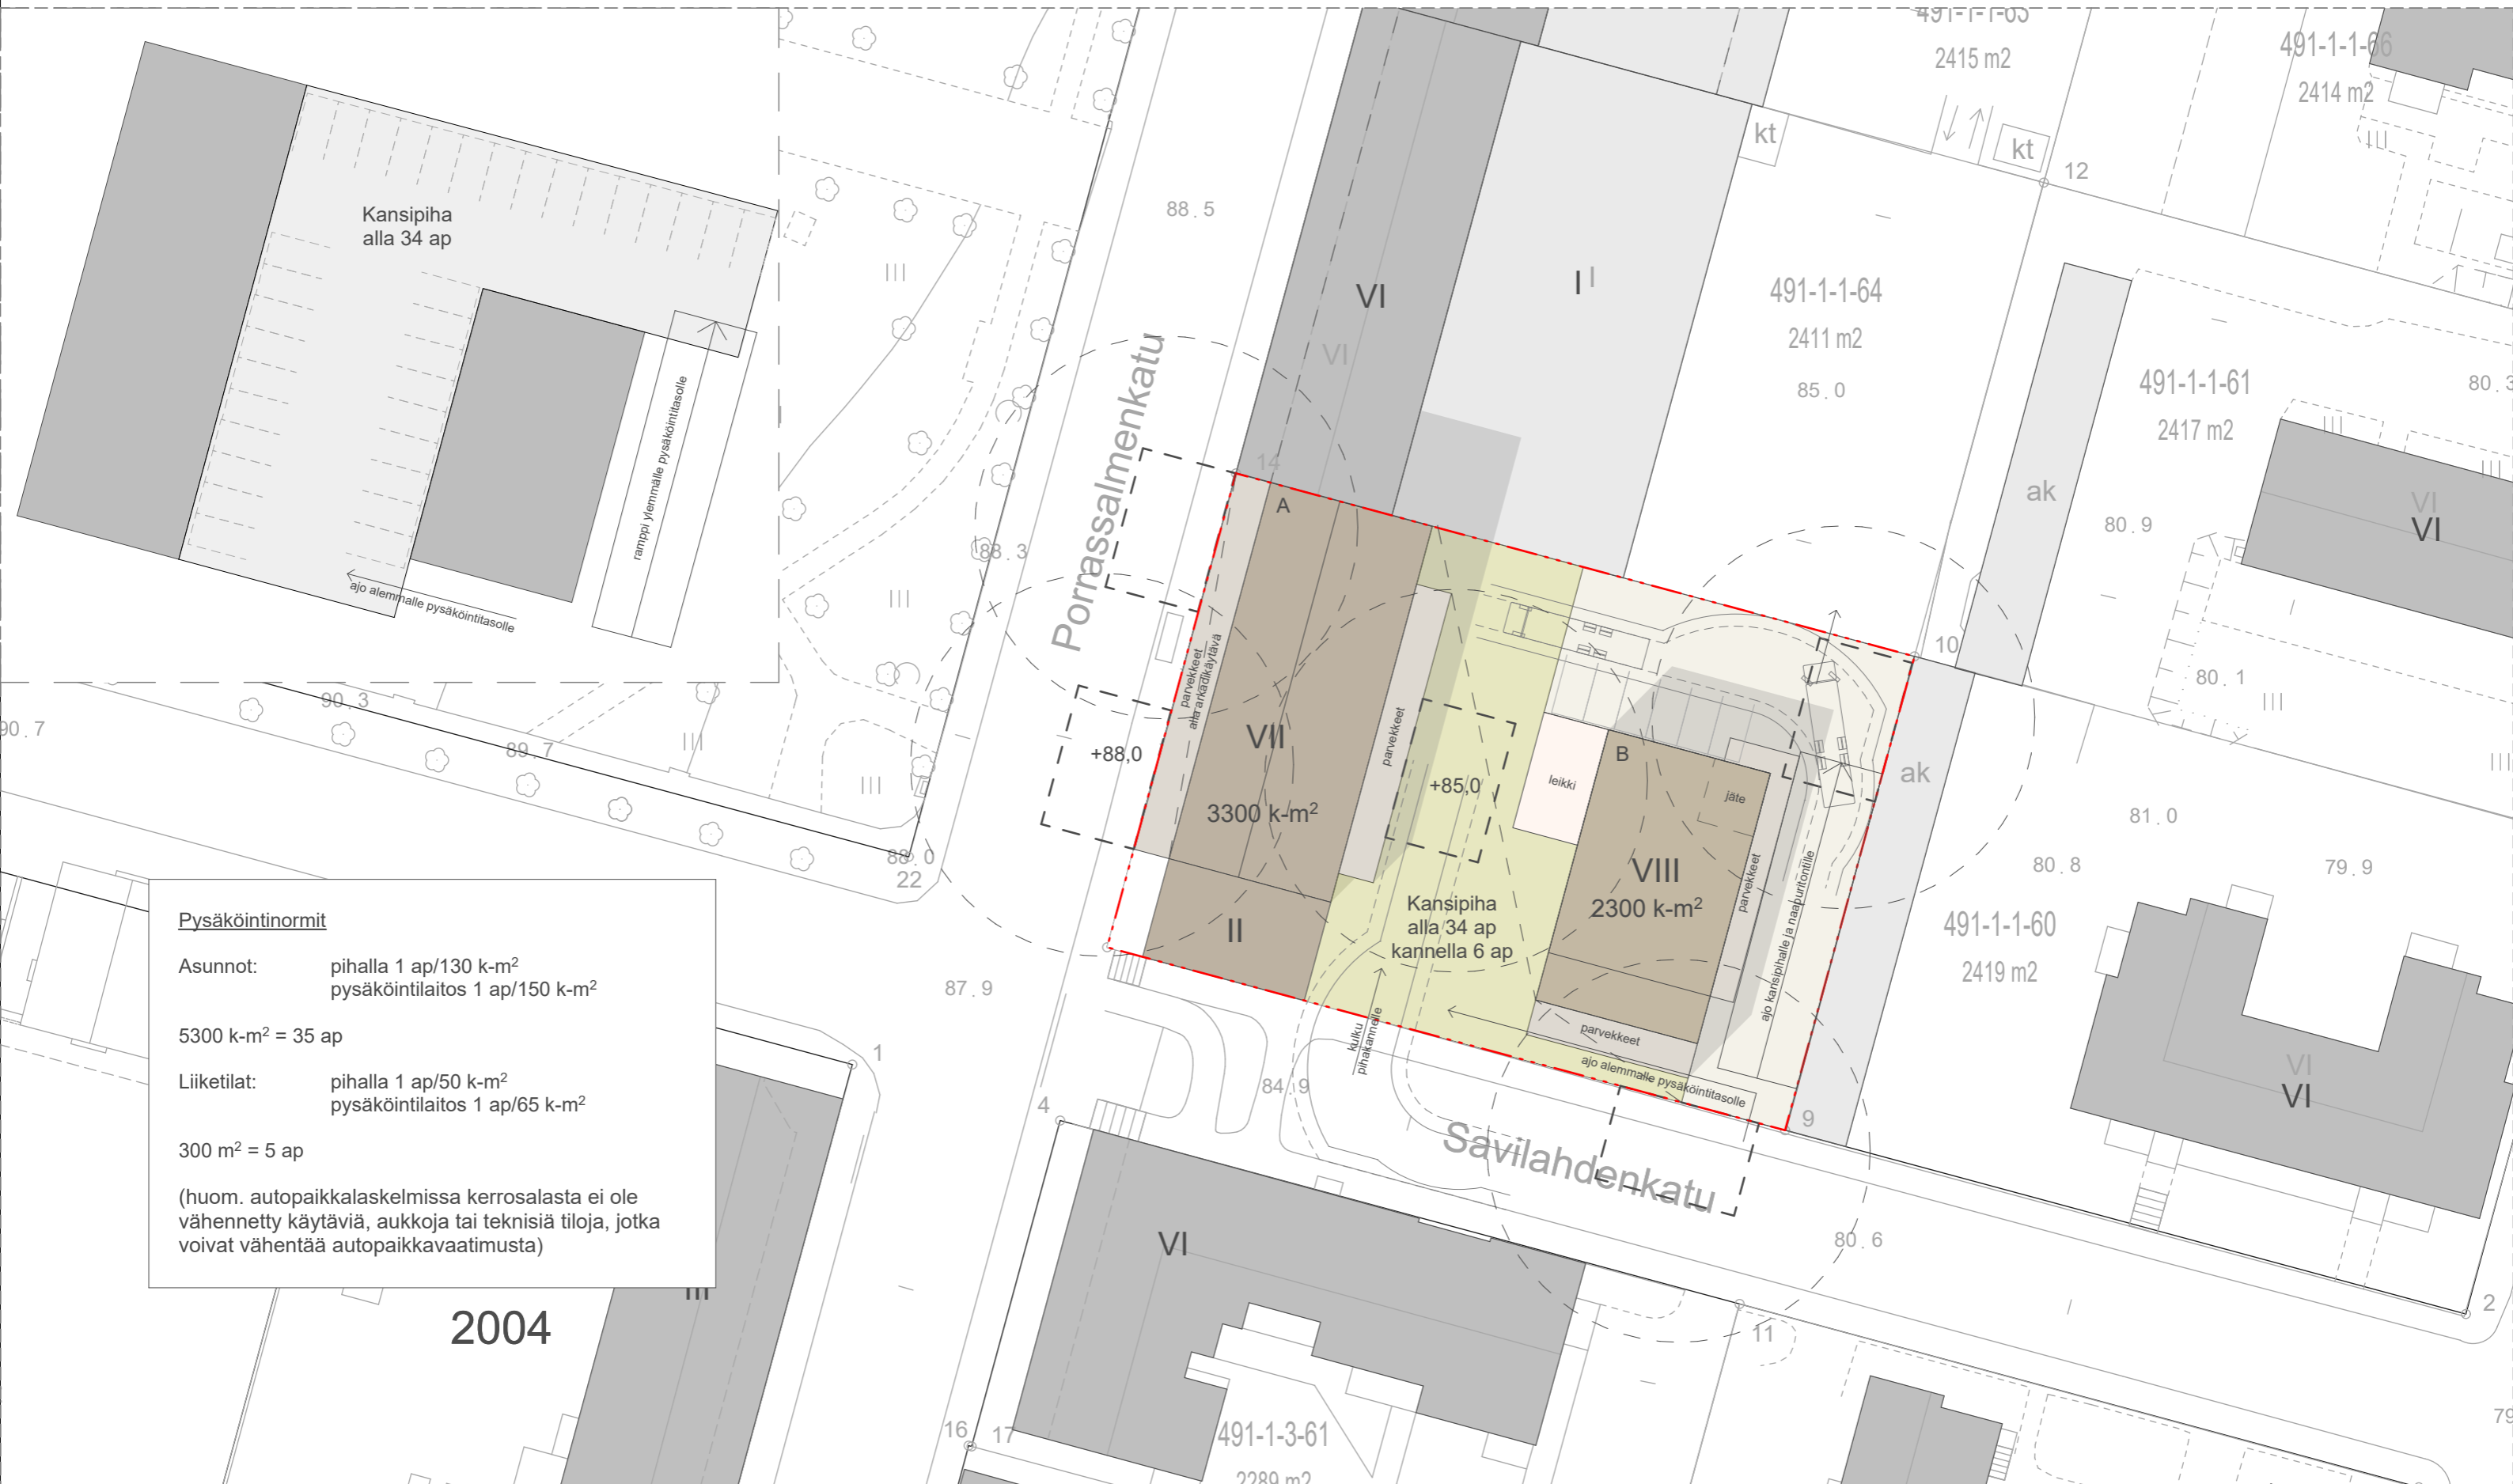 491-1-1-63
2415 m2
491-1-1-66
2414 m2
kt
kt
12
Kansipiha
alla 34 ap
88.5
VI
VI
I
I
491-1-1-64
2411 m2
85.0
491-1-1-61
2417 m2
80.3
ramppi ylemmälle pysäköintitasolle
ajo alemmalle pysäköintitasolle
Porrassalmenkatu
14
A
ak
80.9
VI
VI
88.3
parvekkeet
alla arkadikäytävä
VII
3300 k-m²
parvekkeet
+88,0
+85,0
leikki
B
jäte
10
80.1
90.7
90.3
89.7
88.0
22
ak
81.0
80.8
79.9
VIII
2300 k-m²
parvekkeet
ajo kansipihalle ja naapuritontille
Kansipiha
alla 34 ap
kannella 6 ap
II
491-1-1-60
2419 m2
87.9
Pysäköintinormit
Asunnot: pihalla 1 ap/130 k-m²
pysäköintilaitos 1 ap/150 k-m²
5300 k-m² = 35 ap
Liiketilat: pihalla 1 ap/50 k-m²
pysäköintilaitos 1 ap/65 k-m²
300 m² = 5 ap
(huom. autopaikkalaskelmissa kerrosalasta ei ole
vähennetty käytäviä, aukkoja tai teknisiä tiloja, jotka
voivat vähentää autopaikkavaatimusta)
kulku
pihakannelle
parvekkeet
ajo alemmalle pysäköintitasolle
84.9
1
4
9
VI
VI
Savilahdenkatu
80.6
VI
III
2004
2
11
16
17
491-1-3-61
2289 m2
79